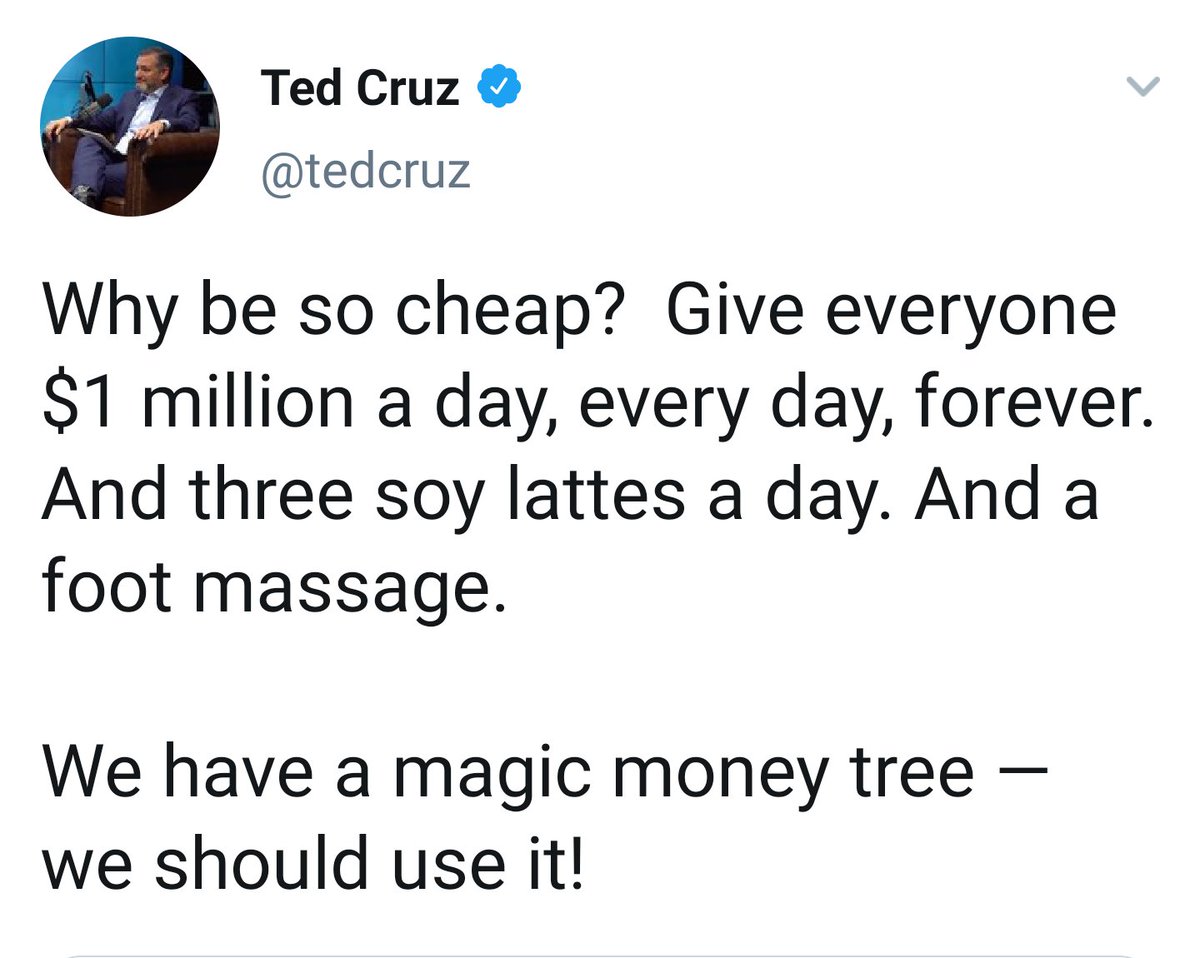 Ted Cruz
@tedcruz
Why be so cheap?  Give everyone
$1 million a day, every day, forever.
And three soy lattes a day. And a
foot massage.
We have a magic money tree —
we should use it!